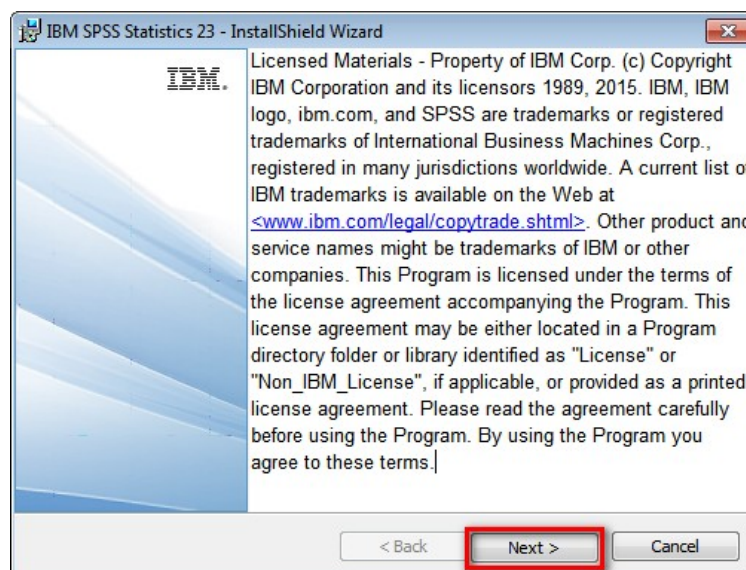 IBM SPSS Statistics 23 - InstallShield Wizard
IBM.
Licensed Materials - Property of IBM Corp. (c) Copyright
IBM Corporation and its licensors 1989, 2015. IBM, IBM
logo, ibm.com, and SPSS are trademarks or registered
trademarks of International Business Machines Corp.,
registered in many jurisdictions worldwide. A current list of
IBM trademarks is available on the Web at
<www.ibm.com/legal/copytrade.shtml>. Other product and
service names might be trademarks of IBM or other
companies. This Program is licensed under the terms of
the license agreement accompanying the Program. This
license agreement may be either located in a Program
directory folder or library identified as "License" or
"Non_IBM_License", if applicable, or provided as a printed
license agreement. Please read the agreement carefully
before using the Program. By using the Program you
agree to these terms.
< Back
Next >
Cancel